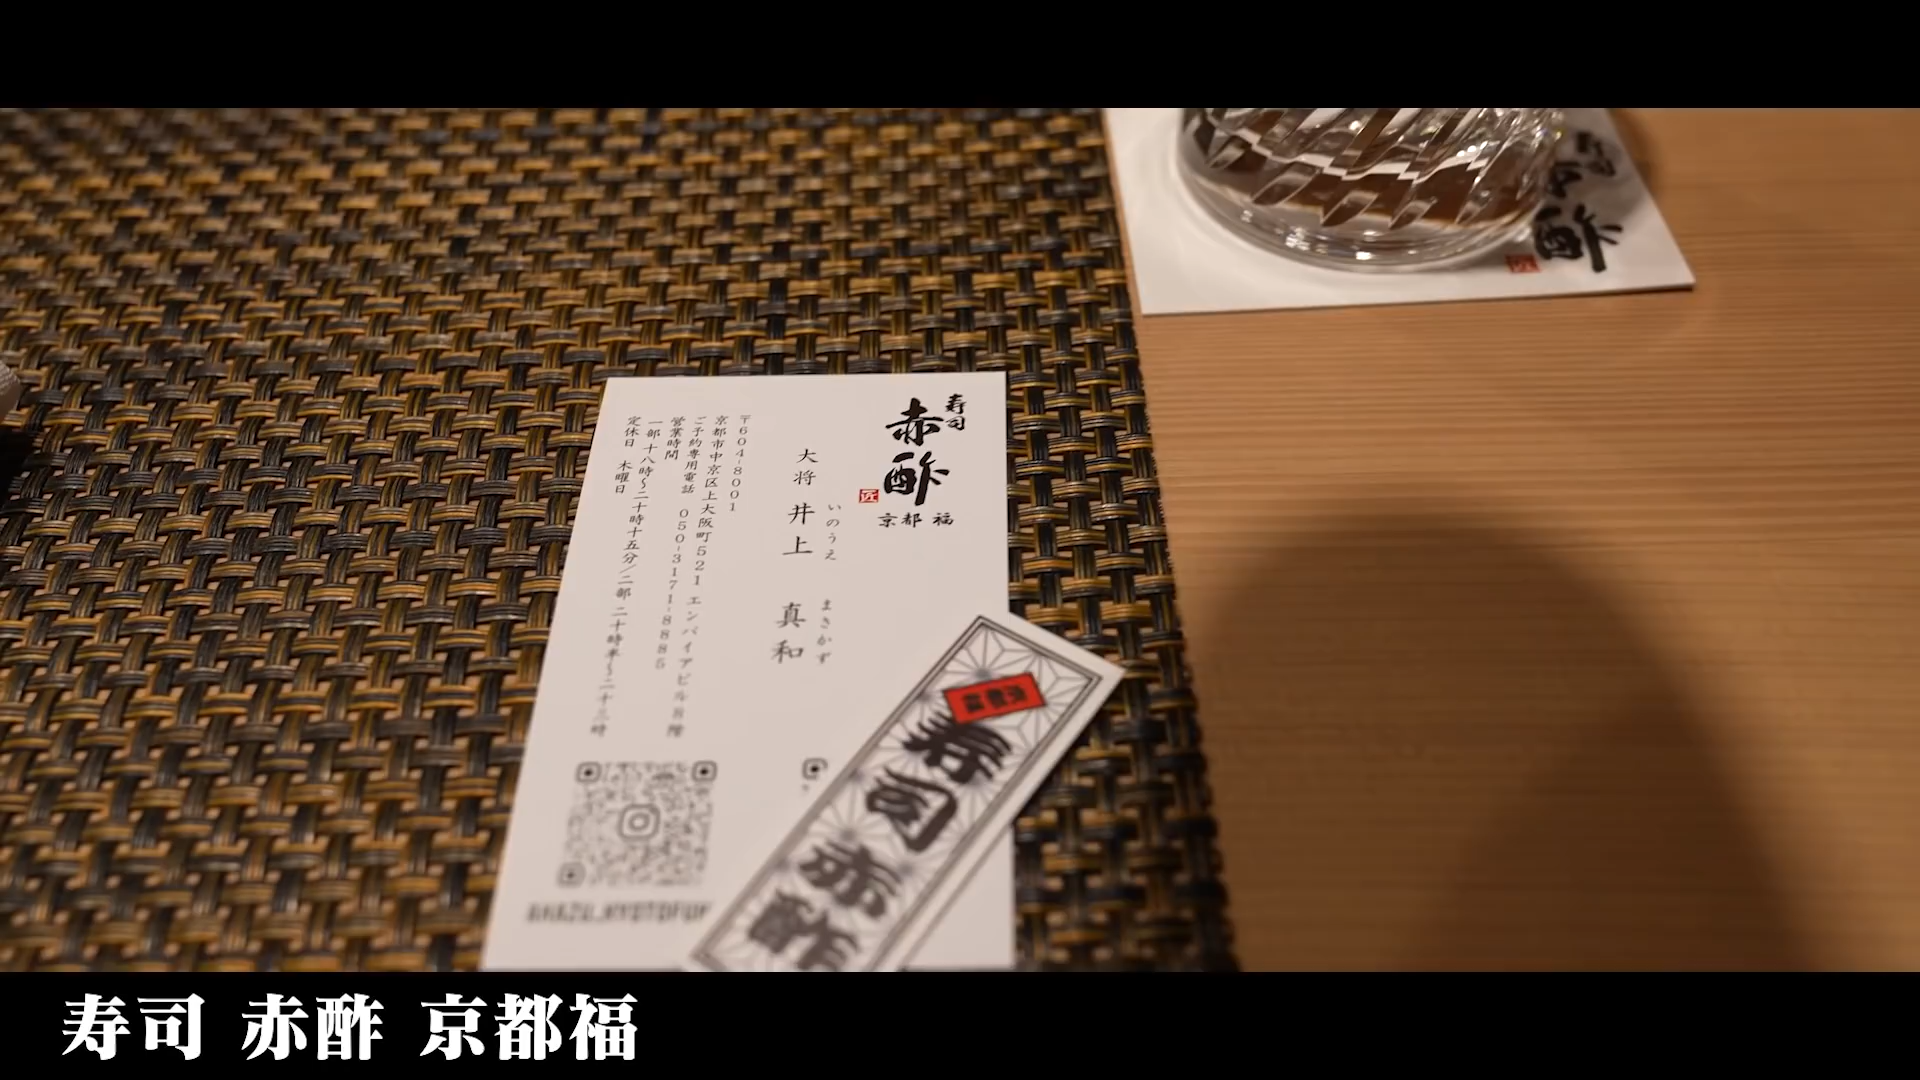 寿司
赤酢
匠
京都 福
大将 井上 真和
いのうえ まさかず
〒604-8001
京都市中京区上大阪町521 エンパイアビル8階
ご予約専用電話 050-3171-8885
営業時間
一部 十八時〜二十時十五分/二部 二十時半〜二十三時
定休日 木曜日
寿司赤酢
酢
匠
寿司 赤酢 京都福